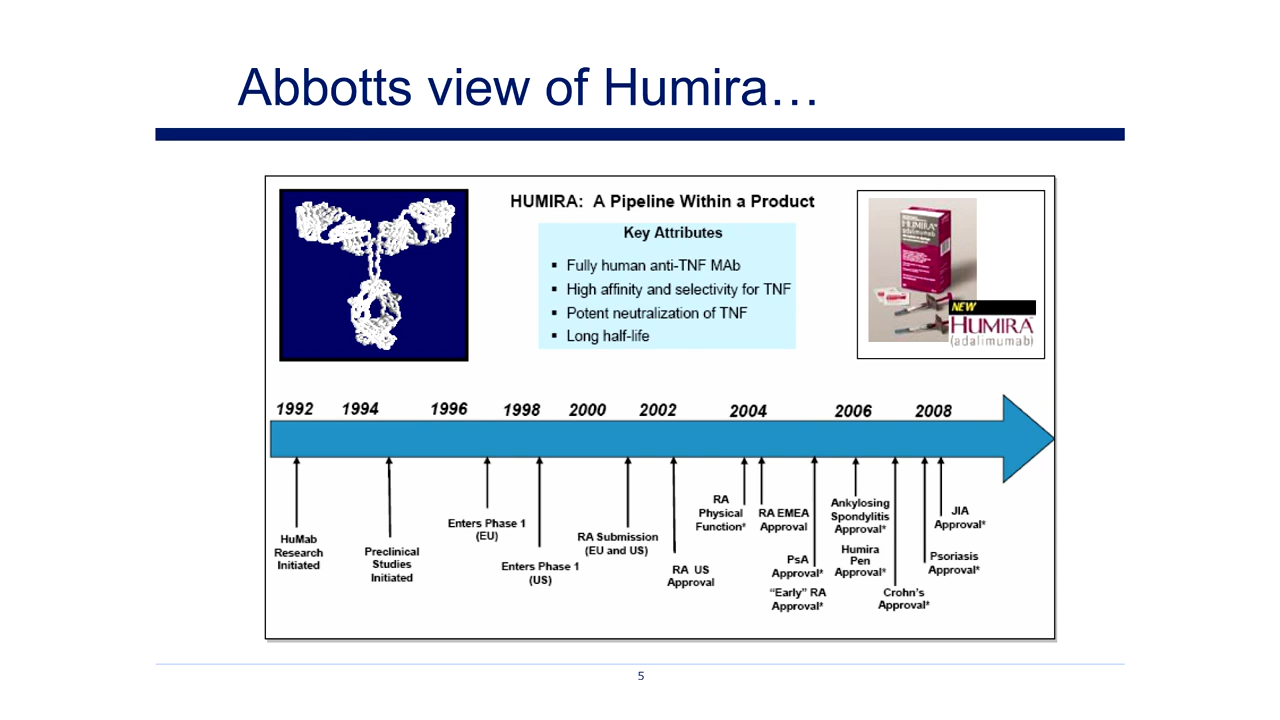 Abbotts view of Humira…
HUMIRA:  A Pipeline Within a Product
Key Attributes
▪ Fully human anti-TNF MAb
▪ High affinity and selectivity for TNF
▪ Potent neutralization of TNF
▪ Long half-life
HUMIRA
adalimumab
NEW
HUMIRA
(adalimumab)
1992 1994 1996 1998 2000 2002 2004 2006 2008
HuMab
Research
Initiated
Preclinical
Studies
Initiated
Enters Phase 1
(EU)
Enters Phase 1
(US)
RA Submission
(EU and US)
RA US
Approval
RA
Physical
Function*
RA EMEA
Approval
PsA
Approval*
“Early” RA
Approval*
Ankylosing
Spondylitis
Approval*
Humira
Pen
Approval*
Crohn's
Approval*
Psoriasis
Approval*
JIA
Approval*
5